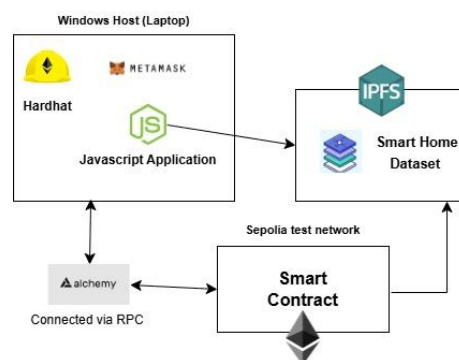 Windows Host (Laptop)
METAMASK
Hardhat
JS
Javascript Application
IPFS
Smart Home
Dataset
Sepolia test network
Smart
Contract
alchemy
Connected via RPC